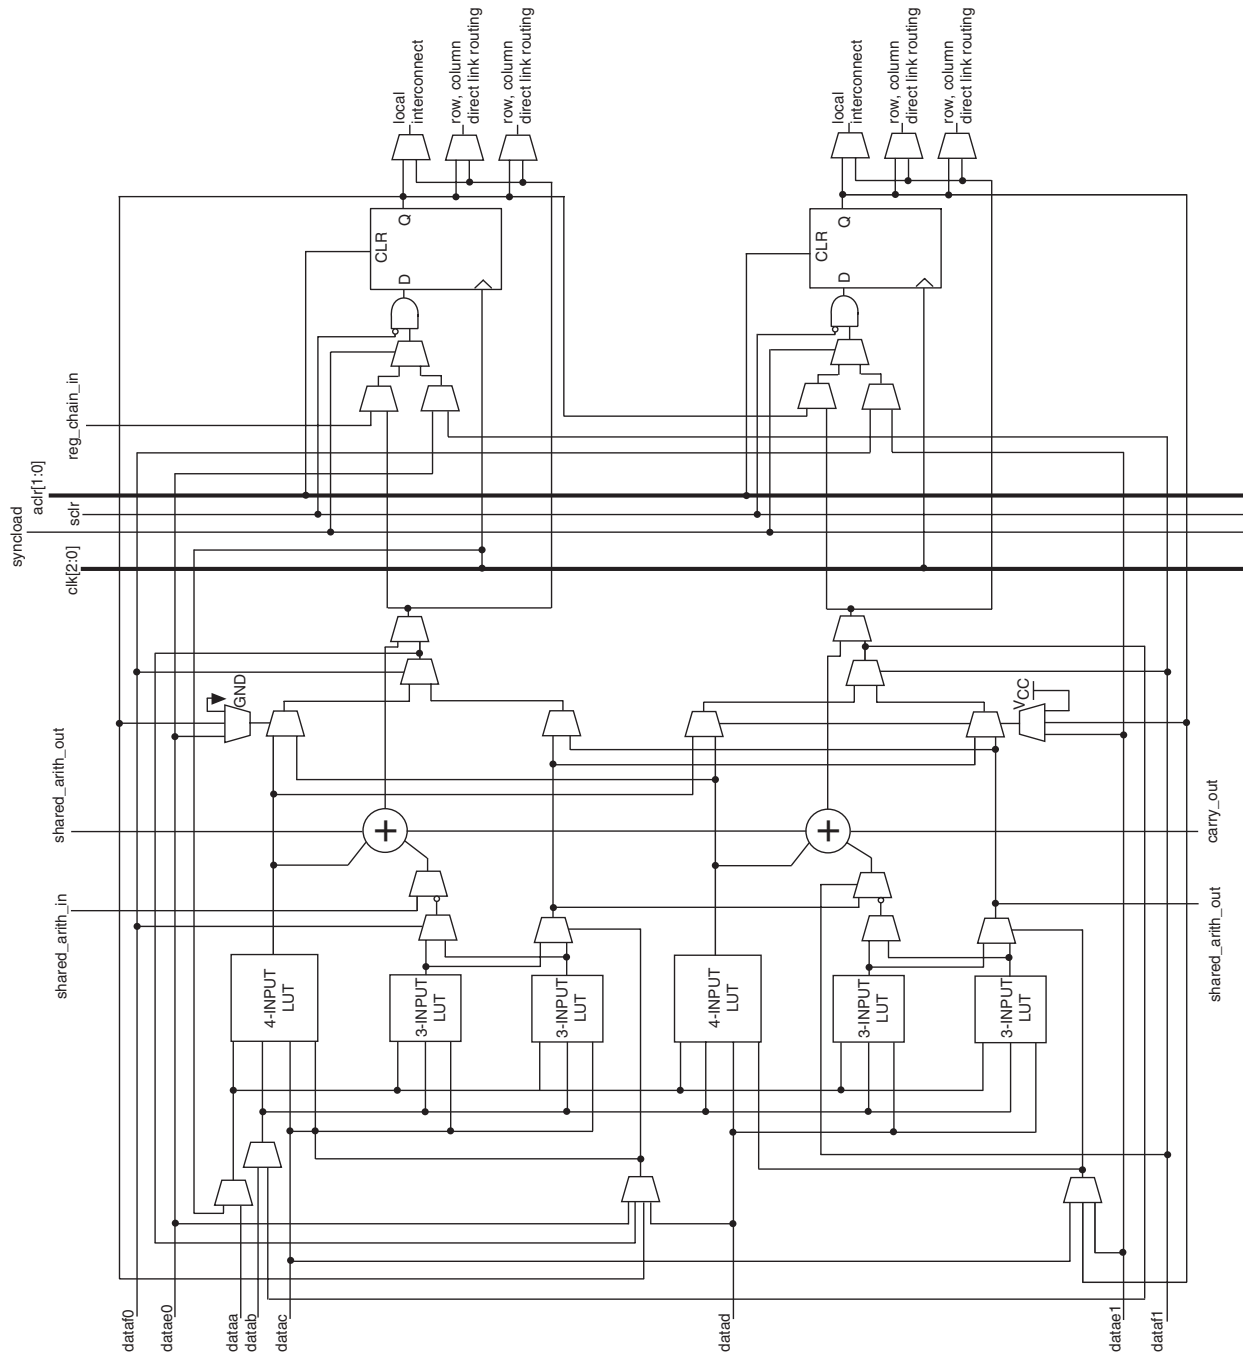 local
interconnect
row, column
direct link routing
row, column
direct link routing
local
interconnect
row, column
direct link routing
row, column
direct link routing
Q
CLR
D
Q
CLR
D
reg_chain_in
aclr[1:0]
sclr
syncload
clk[2:0]
GND
VCC
shared_arith_out
carry_out
+
+
shared_arith_in
shared_arith_out
4-INPUT
LUT
3-INPUT
LUT
3-INPUT
LUT
4-INPUT
LUT
3-INPUT
LUT
3-INPUT
LUT
dataf0
datae0
dataa
datab
datac
datad
datae1
dataf1